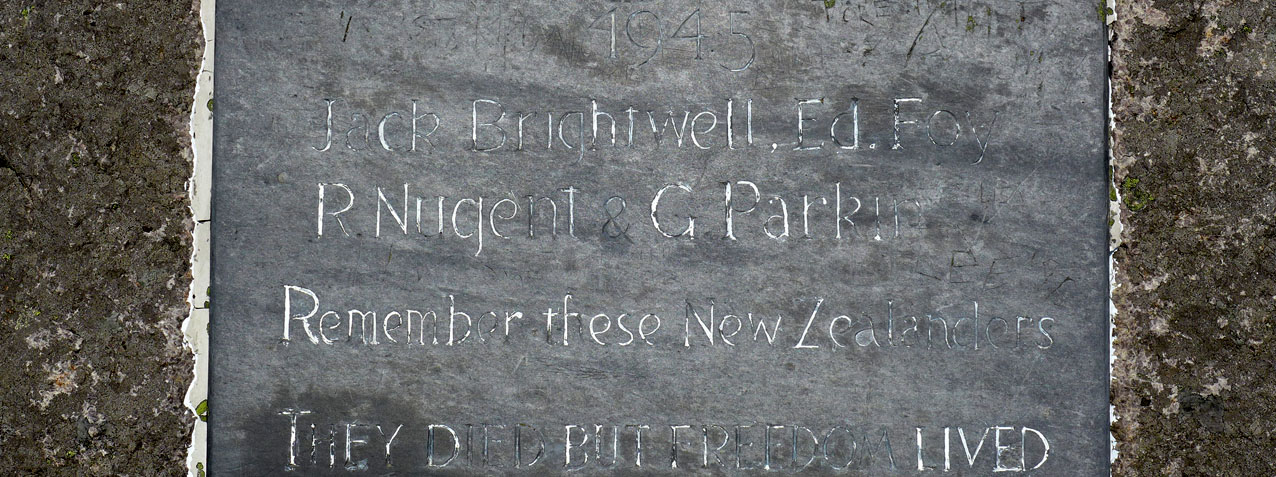 1945
Jack Brightwell, Ed. Foy
R. Nugent & G. Parkin
Remember these New Zealanders
THEY DIED BUT FREEDOM LIVED